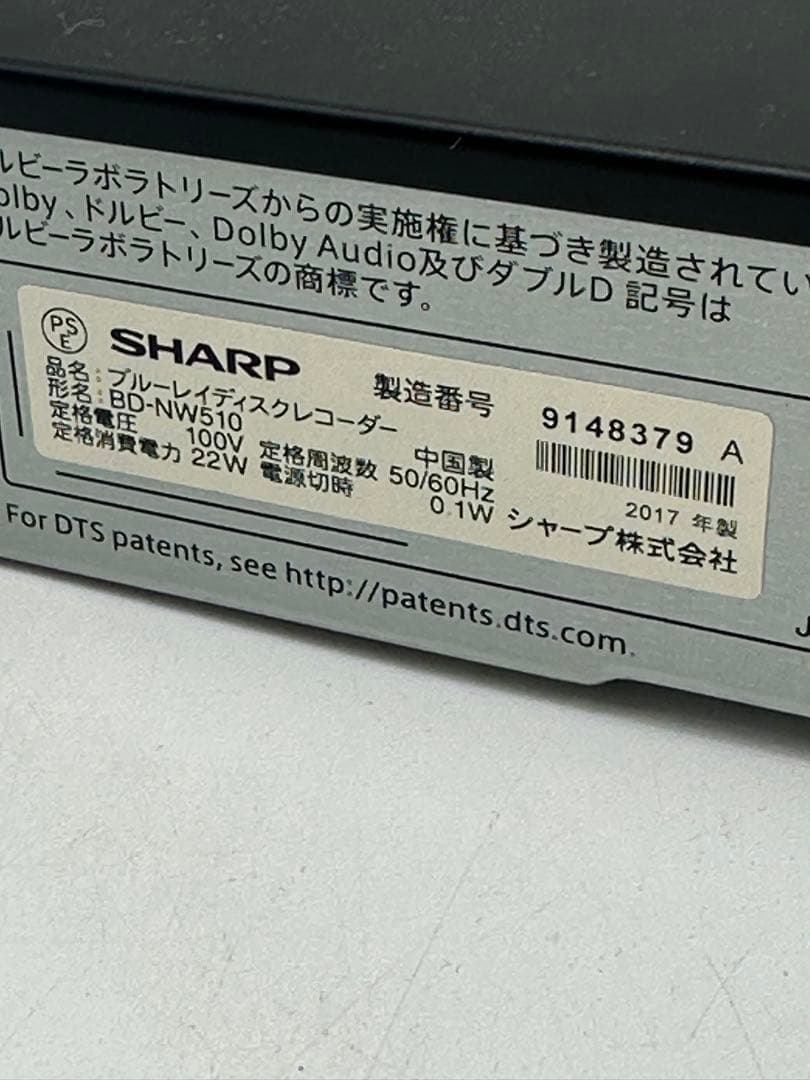 ルビーラボラトリーズからの実施権に基づき製造されてい
olby、ドルビー、Dolby Audio及びダブルD 記号は
ルビーラボラトリーズの商標です。
PSE
SHARP
製造番号 9148379 A
品名：ブルーレイディスクレコーダー
形名：BD-NW510 中国製
定格電圧 100V 定格周波数 50/60Hz
2017 年製
定格消費電力 22W 電源切時 0.1W シャープ株式会社
For DTS patents, see http://patents.dts.com.
J